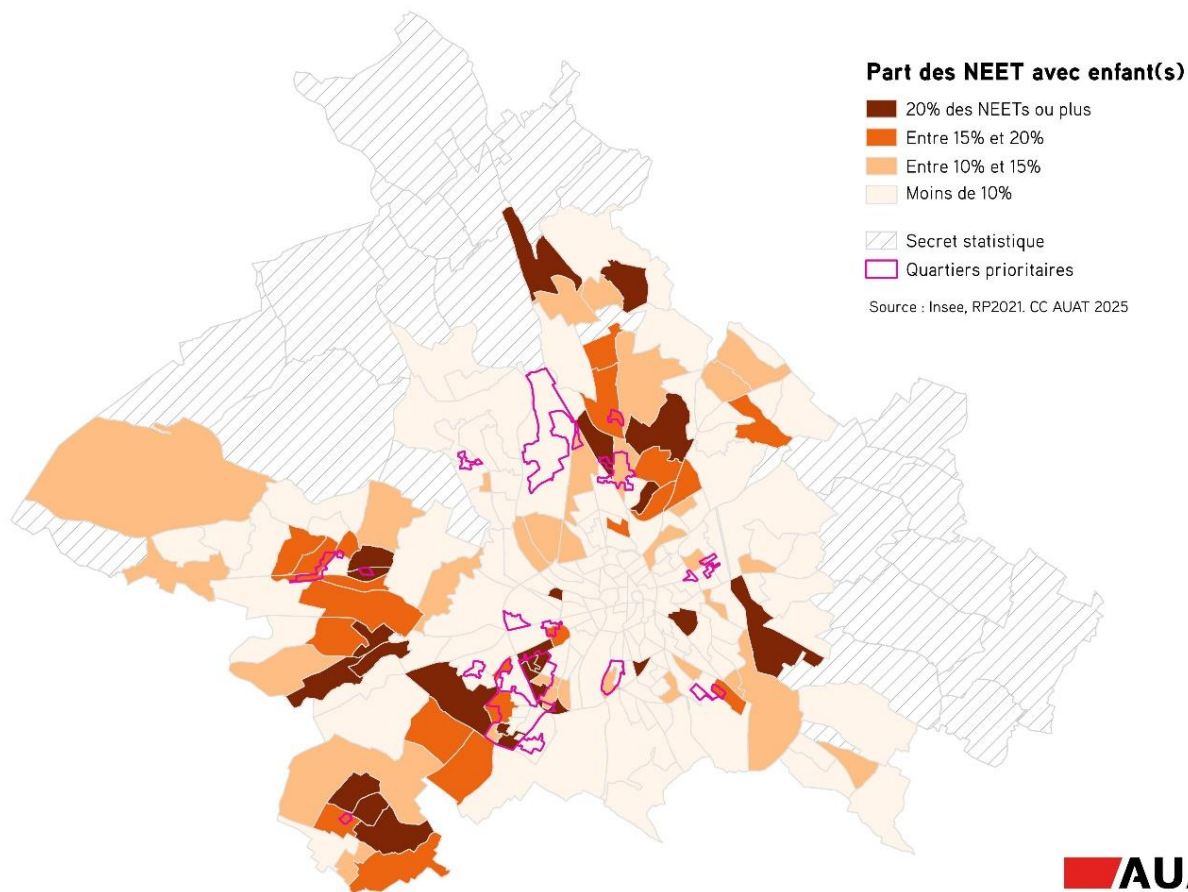 Part des NEET avec enfant(s)
20% des NEETs ou plus
Entre 15% et 20%
Entre 10% et 15%
Moins de 10%
Secret statistique
Quartiers prioritaires
Source : Insee, RP2021. CC AUAT 2025
AU